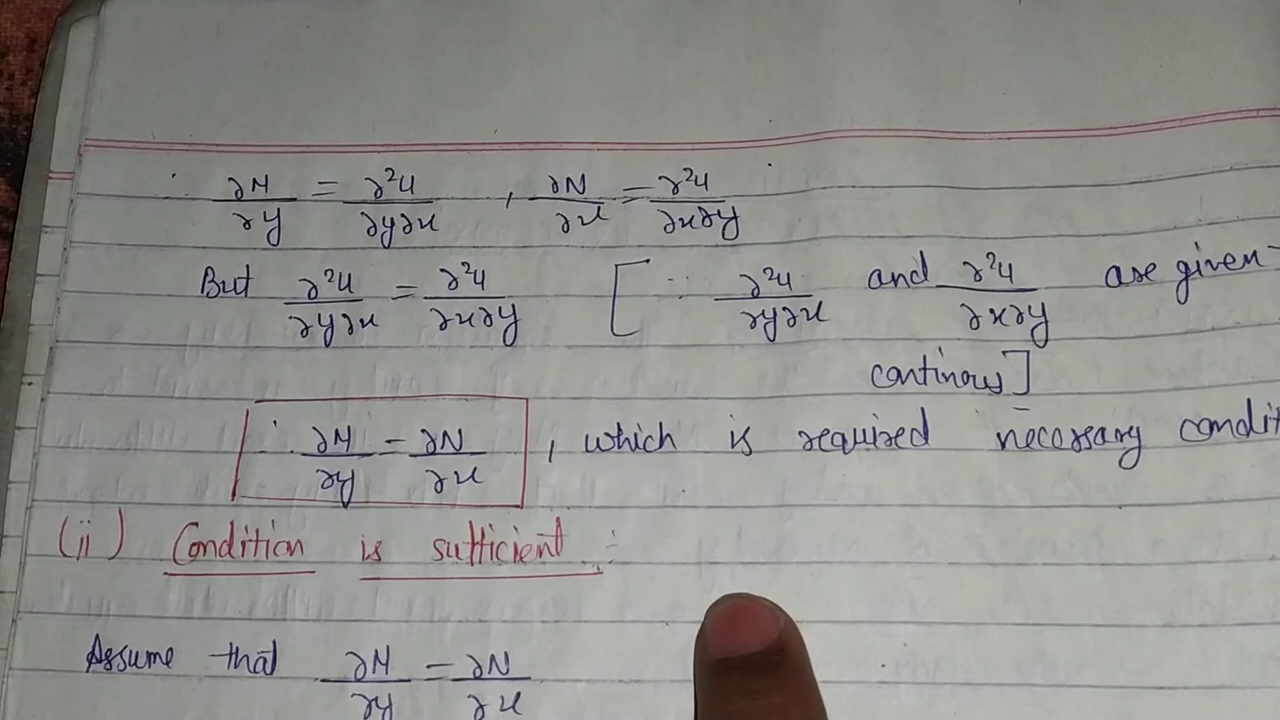 ∴ ∂M/∂y = ∂²u/∂y∂x , ∂N/∂x = ∂²u/∂x∂y
But ∂²u/∂y∂x = ∂²u/∂x∂y [∵ ∂²u/∂y∂x and ∂²u/∂x∂y are given
continous]
∴ ∂M/∂y = ∂N/∂x , which is required necessary condit
(ii) Condition is sufficient :-
Assume that ∂M/∂y = ∂N/∂x